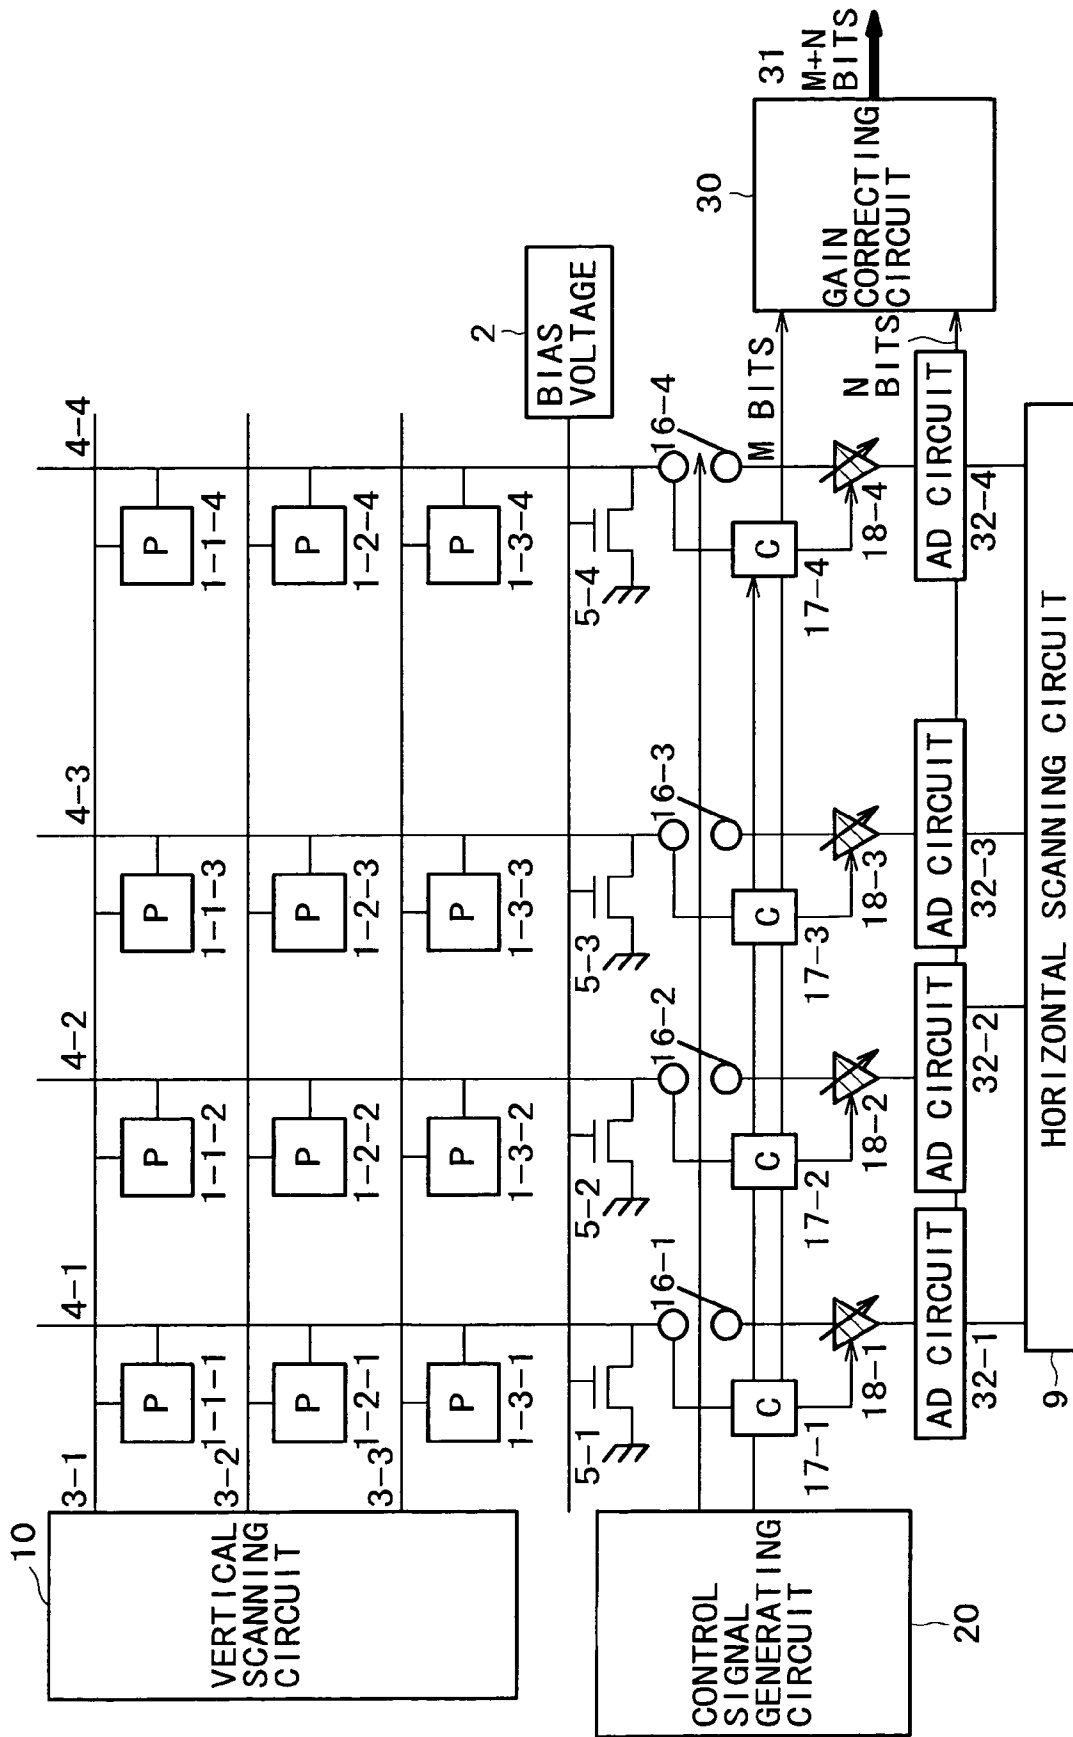 10
VERTICAL
SCANNING
CIRCUIT
3-1
3-2
3-3
4-1
4-2
4-3
4-4
P
1-1-1
P
1-1-2
P
1-1-3
P
1-1-4
P
1-2-1
P
1-2-2
P
1-2-3
P
1-2-4
P
1-3-1
P
1-3-2
P
1-3-3
P
1-3-4
2
BIAS
VOLTAGE
5-1
5-2
5-3
5-4
16-1
16-2
16-3
16-4
CONTROL
SIGNAL
GENERATING
CIRCUIT
20
C
17-1
C
17-2
C
17-3
C
17-4
18-1
18-2
18-3
18-4
M BITS
N
BITS
30
GAIN
CORRECTING
CIRCUIT
31
M+N
BITS
AD CIRCUIT
32-1
AD CIRCUIT
32-2
AD CIRCUIT
32-3
AD CIRCUIT
32-4
9
HORIZONTAL SCANNING CIRCUIT